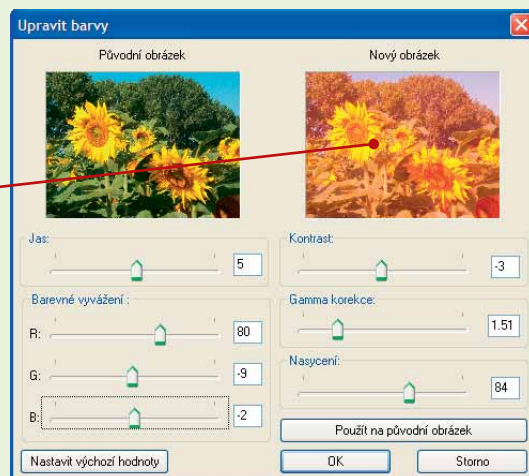 Upravit barvy
Původní obrázek
Nový obrázek
Jas:
5
Kontrast:
-3
Barevné vyvážení :
R:
80
G:
-9
B:
-2
Gamma korekce:
1.51
Nasycení:
84
Použít na původní obrázek
Nastavit výchozí hodnoty
OK
Storno